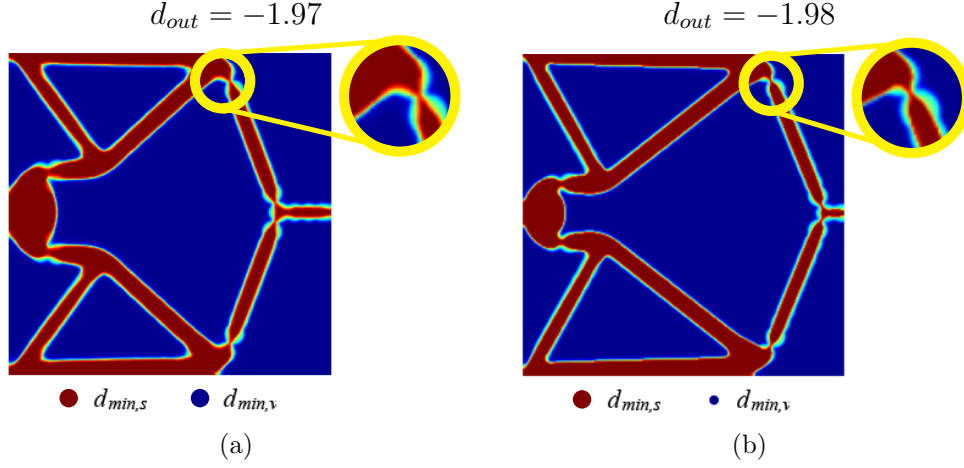 d_{out} = −1.97
d_{out} = −1.98
d_{min,s} d_{min,v}
d_{min,s} d_{min,v}
(a)
(b)